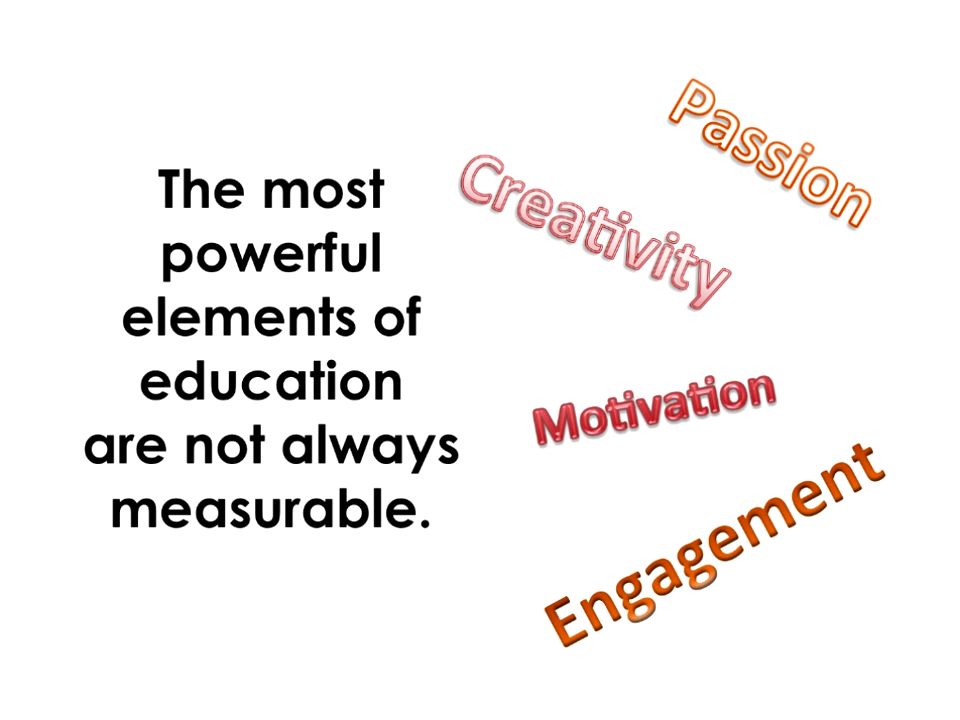 The most
powerful
elements of
education
are not always
measurable.
Passion
Creativity
Motivation
Engagement